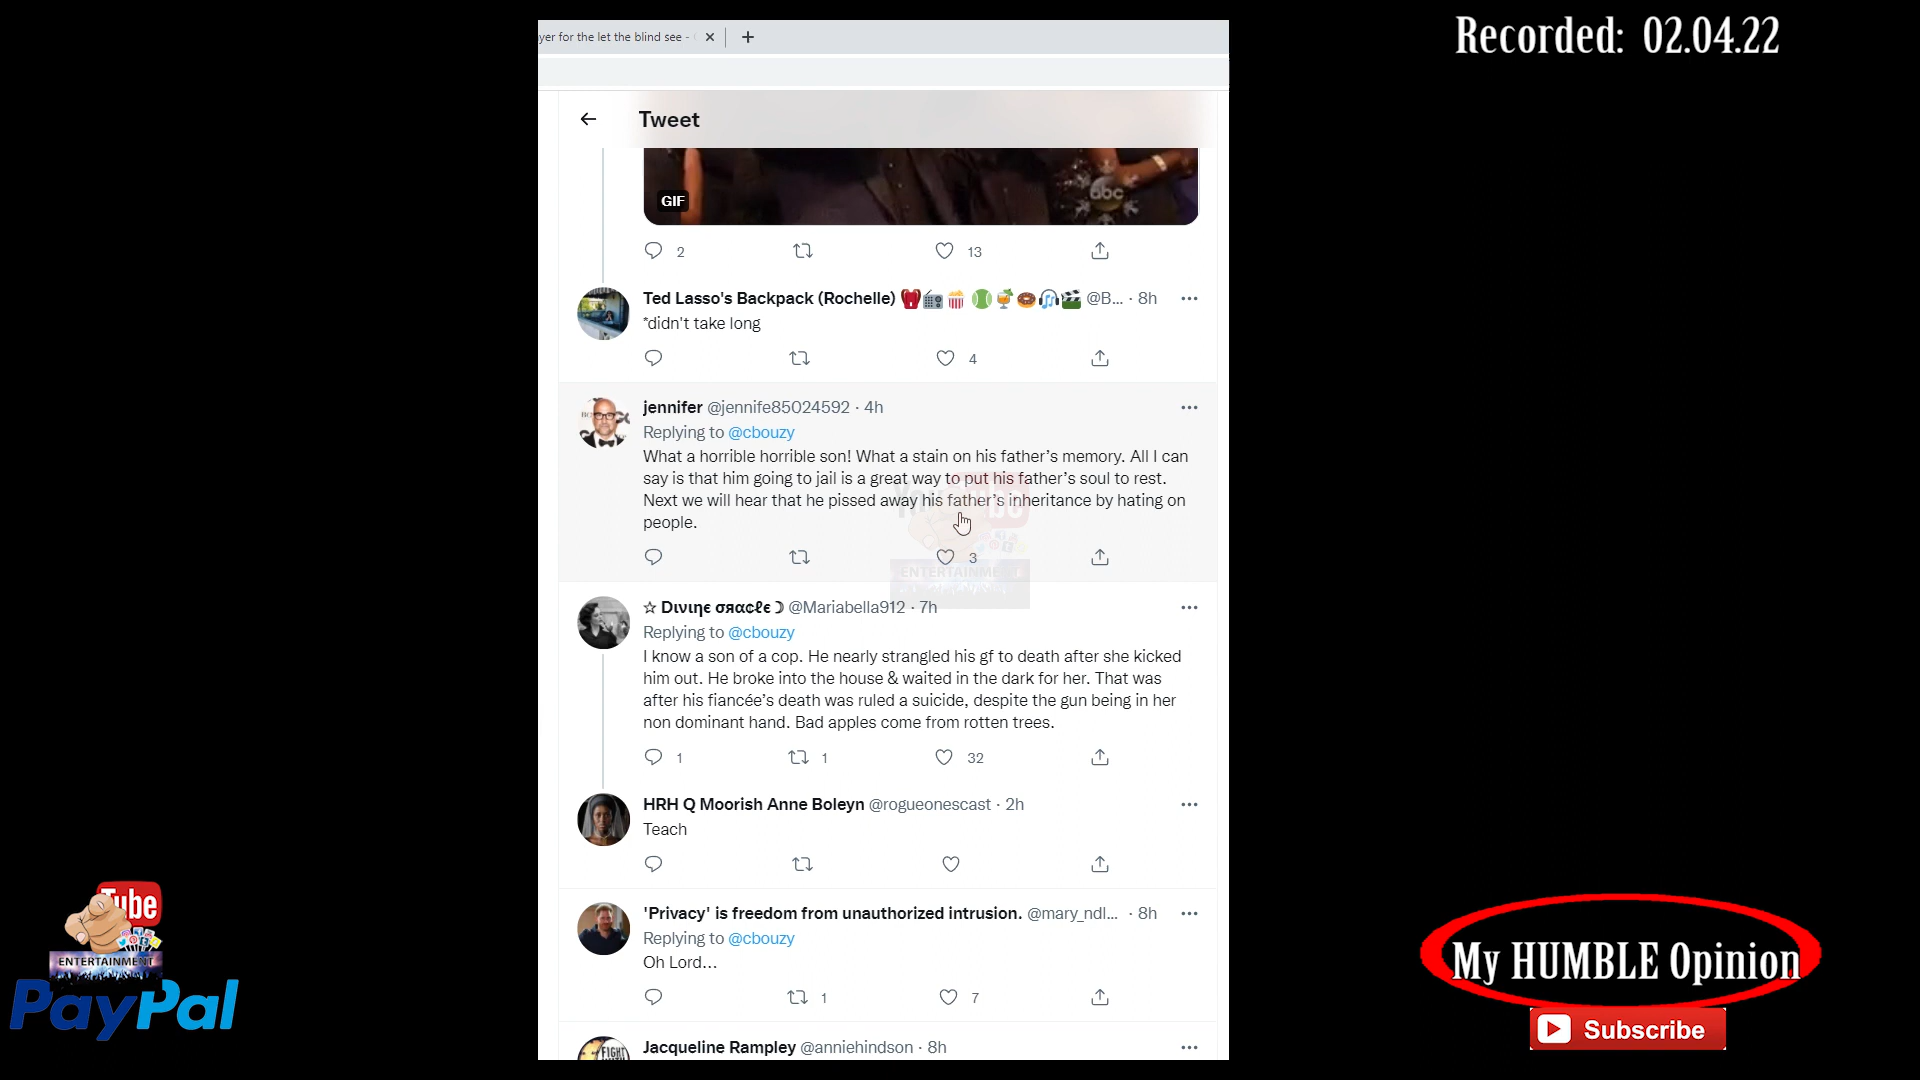 Recorded: 02.04.22
yer for the let the blind see -
Tweet
abc
GIF
2 13
Ted Lasso's Backpack (Rochelle) @B... · 8h
*didn't take long
4
jennifer @jennife85024592 · 4h
Replying to @cbouzy
What a horrible horrible son! What a stain on his father’s memory. All I can
say is that him going to jail is a great way to put his father’s soul to rest.
Next we will hear that he pissed away his father’s inheritance by hating on
people.
3
ENTERTAINMENT
☆ Dινιηє σяα¢ℓє☽ @Mariabella912 · 7h
Replying to @cbouzy
I know a son of a cop. He nearly strangled his gf to death after she kicked
him out. He broke into the house & waited in the dark for her. That was
after his fiancée’s death was ruled a suicide, despite the gun being in her
non dominant hand. Bad apples come from rotten trees.
1 1 32
HRH Q Moorish Anne Boleyn @rogueonescast · 2h
Teach
'Privacy' is freedom from unauthorized intrusion. @mary_ndl... · 8h
Replying to @cbouzy
Oh Lord...
1 7
Jacqueline Rampley @anniehindson · 8h
FIGHT
Tube
ENTERTAINMENT
PayPal
My HUMBLE Opinion
Subscribe